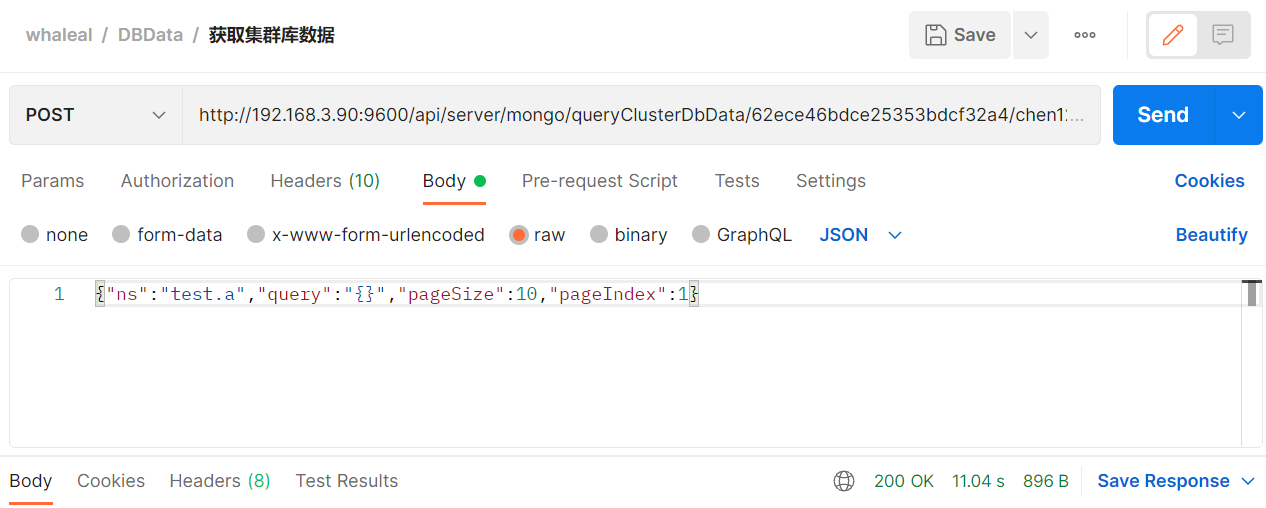 whaleal / DBData / 获取集群库数据 Save
POST http://192.168.3.90:9600/api/server/mongo/queryClusterDbData/62ece46bdce25353bdcf32a4/chen12... Send
Params Authorization Headers (10) Body Pre-request Script Tests Settings Cookies
none form-data x-www-form-urlencoded raw binary GraphQL JSON Beautify
1 {"ns":"test.a","query":"{}","pageSize":10,"pageIndex":1}
Body Cookies Headers (8) Test Results 200 OK 11.04 s 896 B Save Response